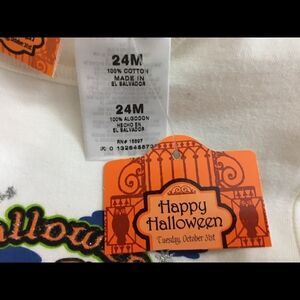 24M
100% COTTON
MADE IN
EL SALVADOR
24M
100% ALGODON
HECHO EN
EL SALVADOR
Happy
Halloween
Tuesday, October 31st